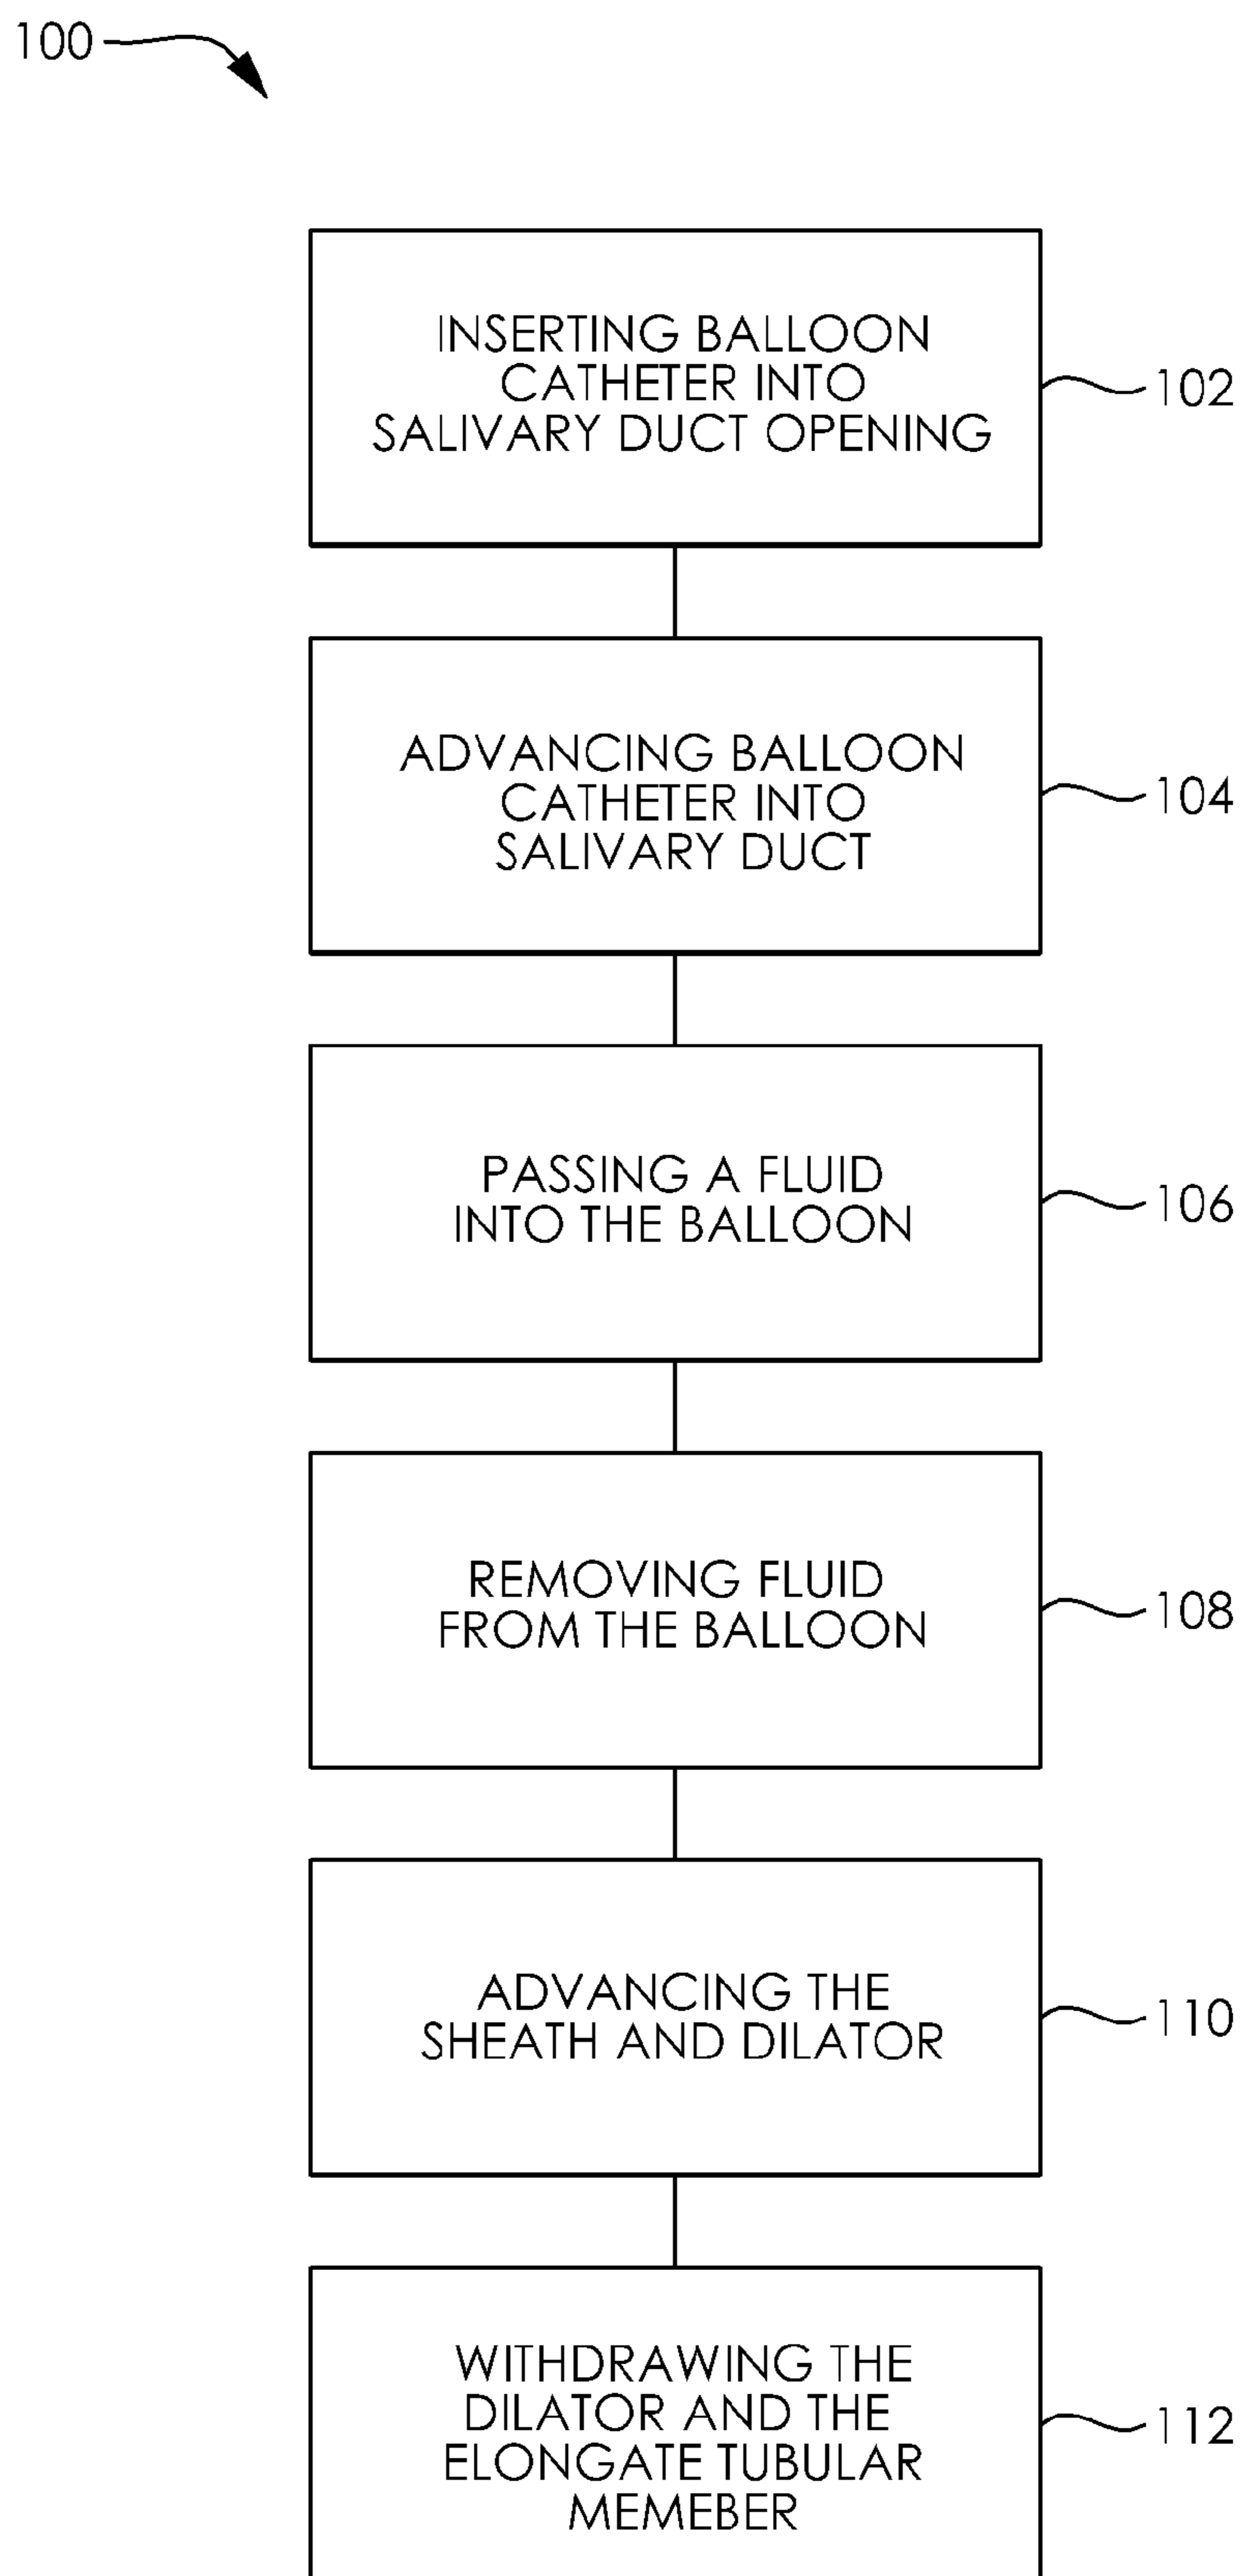 100
INSERTING BALLOON
CATHETER INTO
SALIVARY DUCT OPENING
102
ADVANCING BALLOON
CATHETER INTO
SALIVARY DUCT
104
PASSING A FLUID
INTO THE BALLOON
106
REMOVING FLUID
FROM THE BALLOON
108
ADVANCING THE
SHEATH AND DILATOR
110
WITHDRAWING THE
DILATOR AND THE
ELONGATE TUBULAR
MEMEBER
112